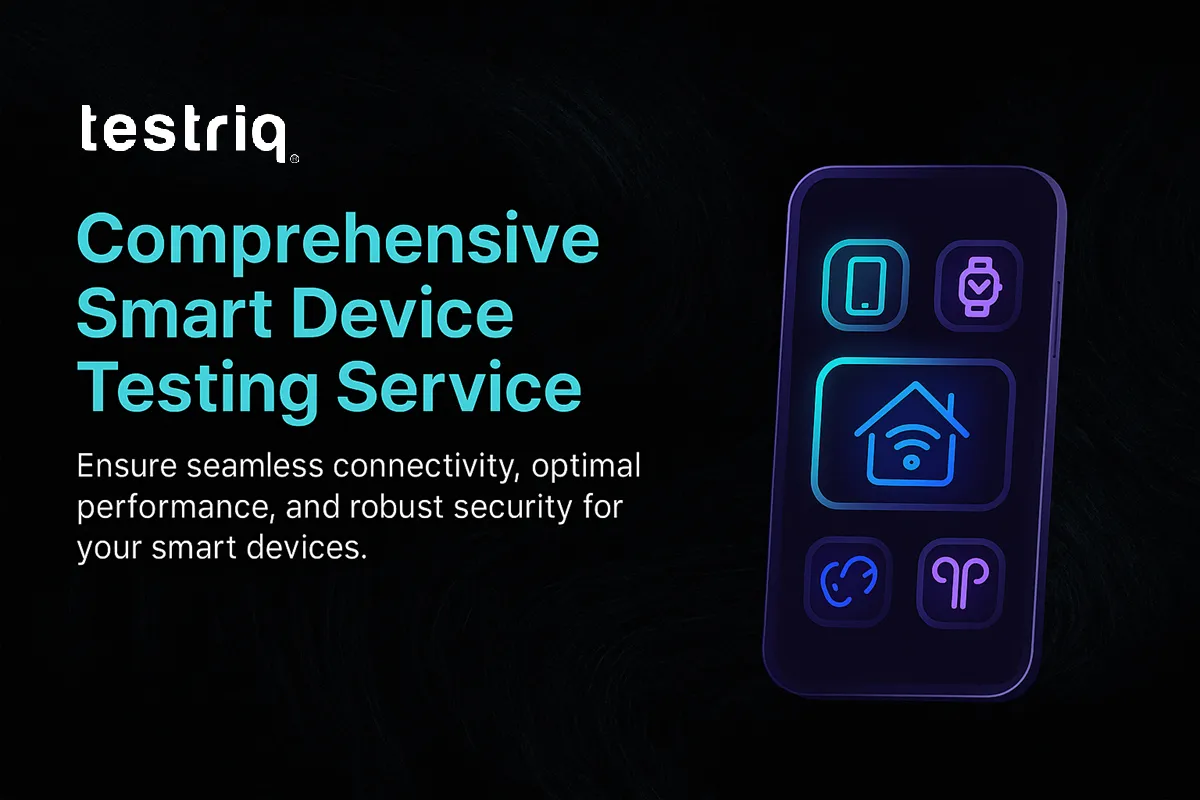 testriq®
Comprehensive
Smart Device
Testing Service
Ensure seamless connectivity, optimal
performance, and robust security for
your smart devices.